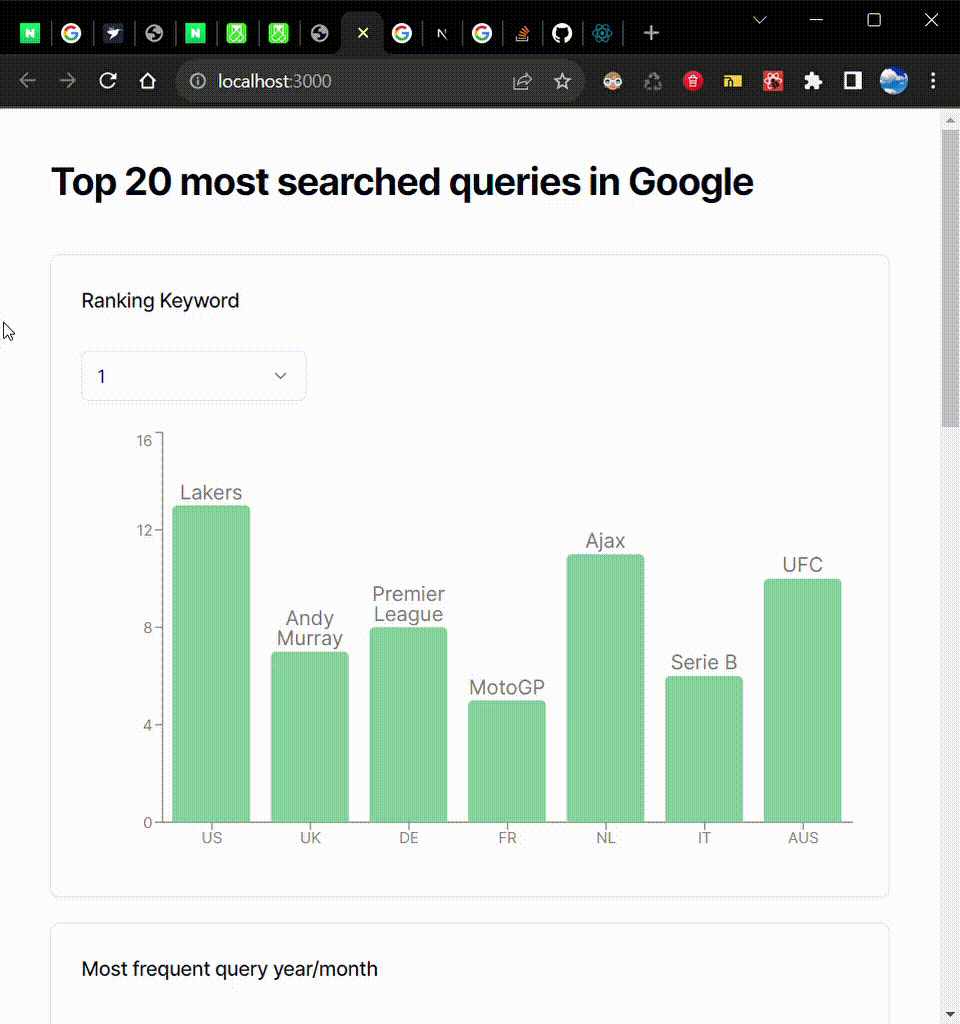 localhost:3000
Top 20 most searched queries in Google
Ranking Keyword
1
16
12
8
4
0
Lakers
Andy
Murray
Premier
League
MotoGP
Ajax
Serie B
UFC
US UK DE FR NL IT AUS
Most frequent query year/month